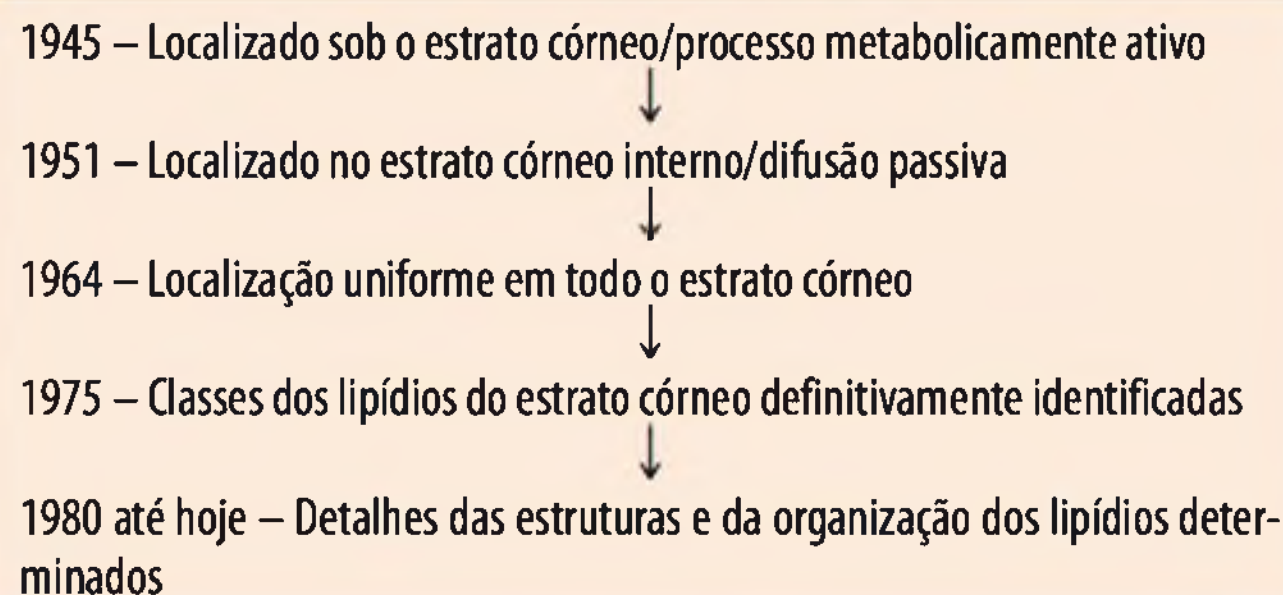 1945 – Localizado sob o estrato córneo/processo metabolicamente ativo
↓
1951 – Localizado no estrato córneo interno/difusão passiva
↓
1964 – Localização uniforme em todo o estrato córneo
↓
1975 – Classes dos lipídios do estrato córneo definitivamente identificadas
↓
1980 até hoje – Detalhes das estruturas e da organização dos lipídios deter-
minados